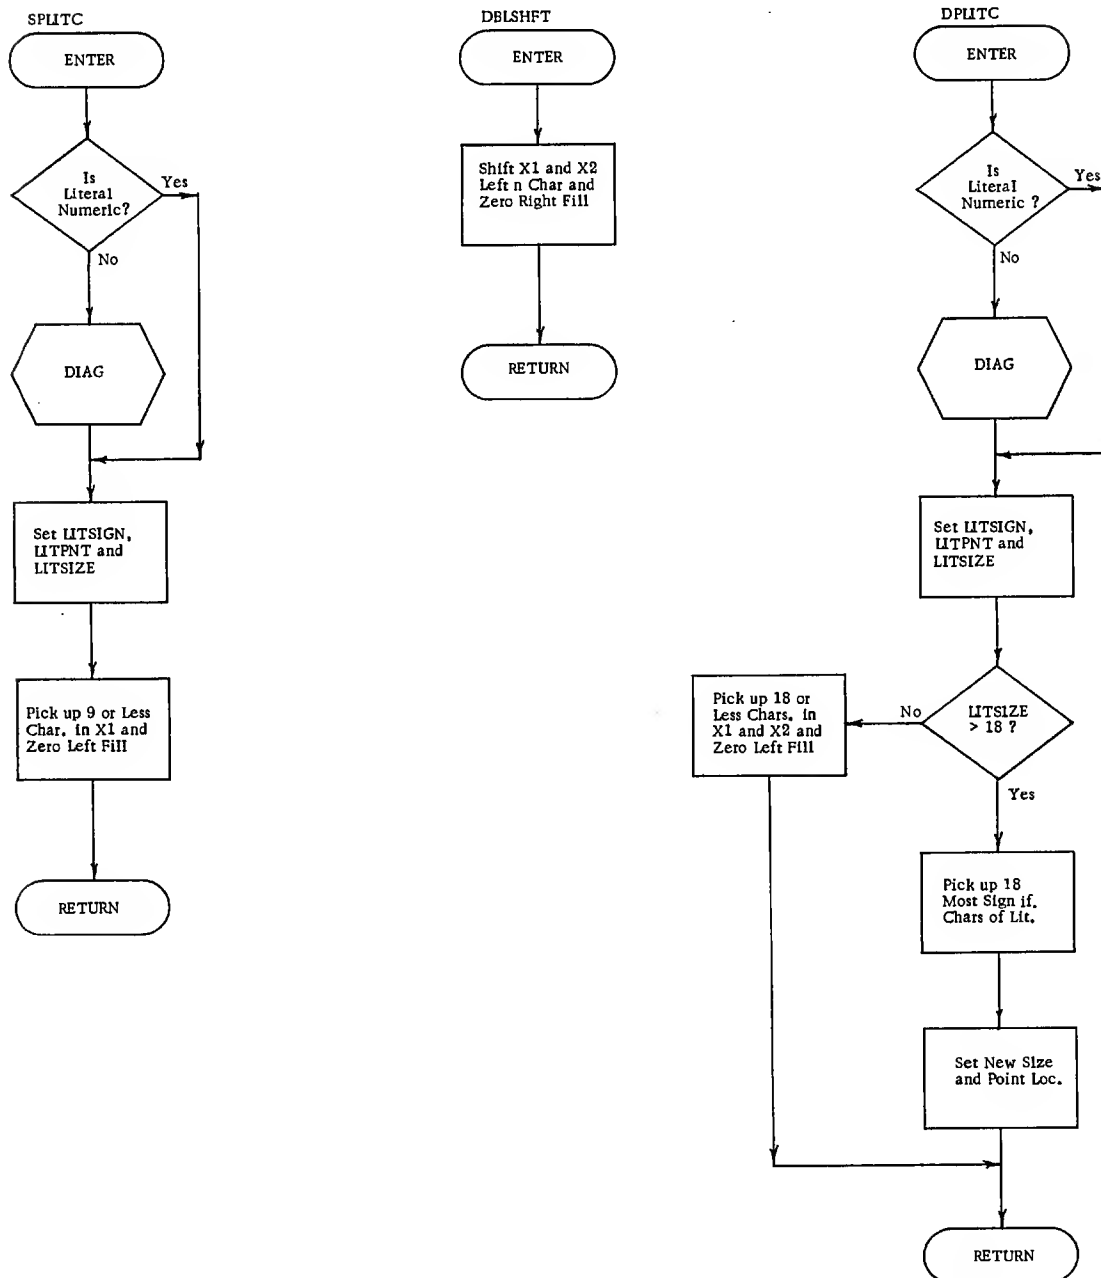 SPLITC
ENTER
Is
Literal
Numeric?
Yes
No
DIAG
Set LITSIGN,
LITPNT and
LITSIZE
Pick up 9 or Less
Char. in X1 and
Zero Left Fill
RETURN
DBLSHFT
ENTER
Shift X1 and X2
Left n Char and
Zero Right Fill
RETURN
DPLITC
ENTER
Is
Literal
Numeric ?
Yes
No
DIAG
Set LITSIGN,
LITPNT and
LITSIZE
LITSIZE
> 18 ?
No
Pick up 18 or
Less Chars. in
X1 and X2 and
Zero Left Fill
Yes
Pick up 18
Most Sign if.
Chars of Lit.
Set New Size
and Point Loc.
RETURN